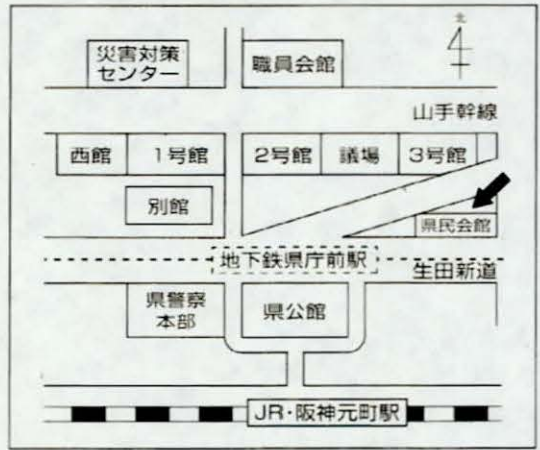 北
災害対策
センター
職員会館
山手幹線
西館
1号館
2号館
議場
3号館
別館
県民会館
地下鉄県庁前駅
生田新道
県警察
本部
県公館
JR・阪神元町駅